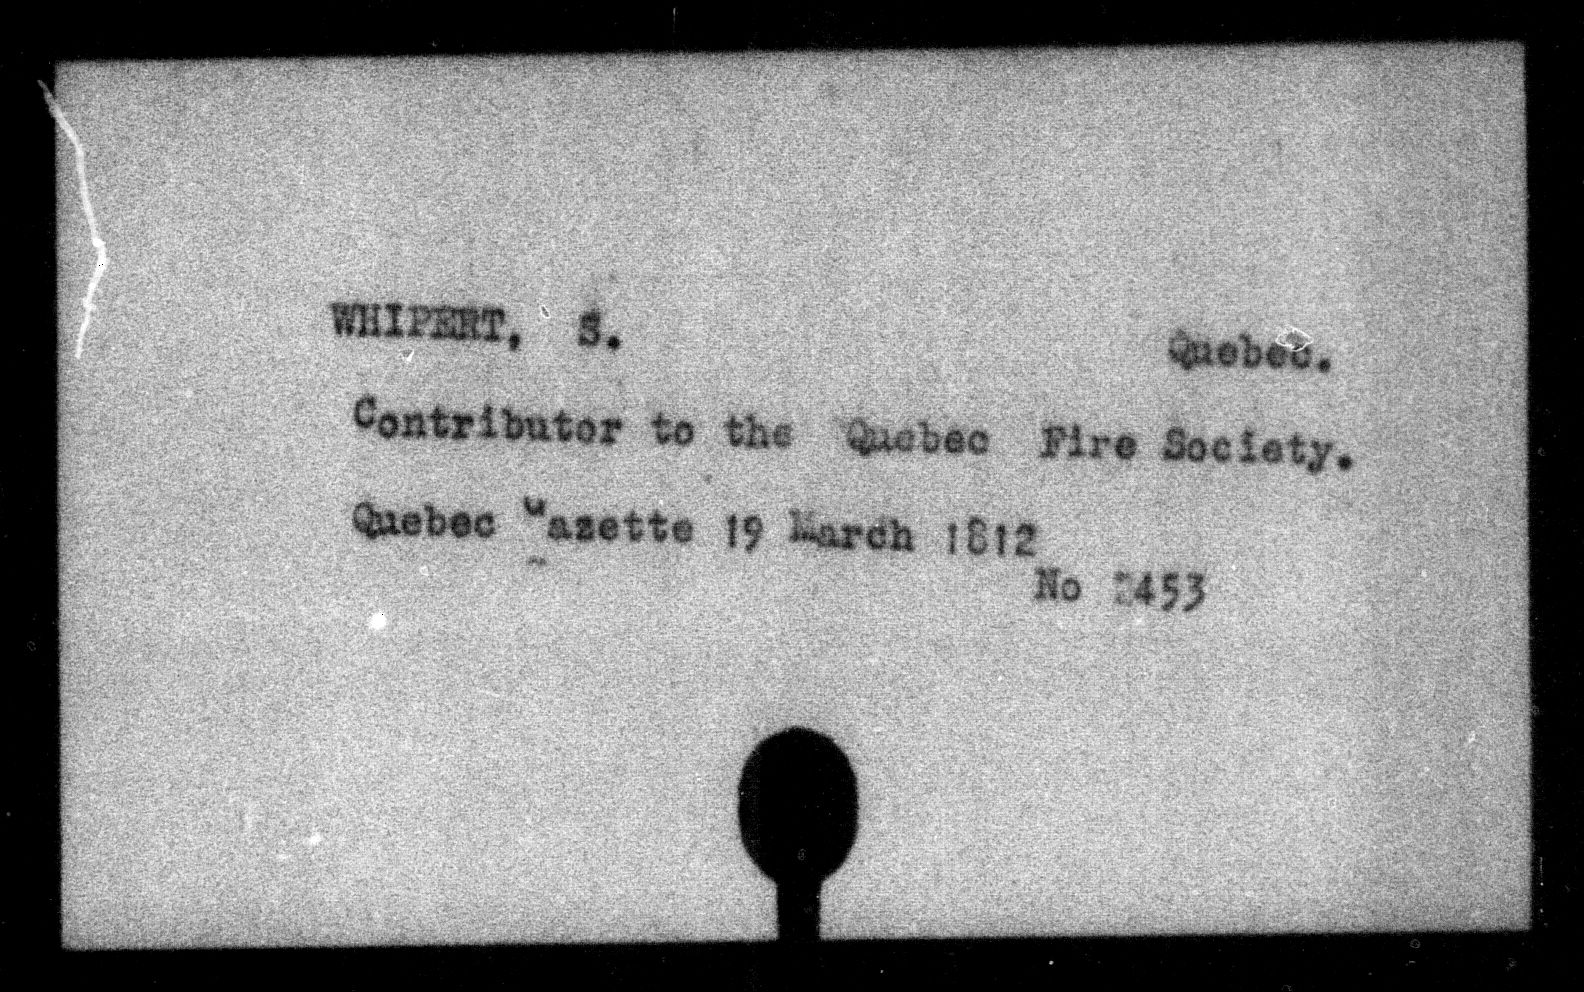 WHIPERT, S.
Quebec.
Contributor to the Quebec Fire Society.
Quebec Gazette 19 March 1812
No 2453